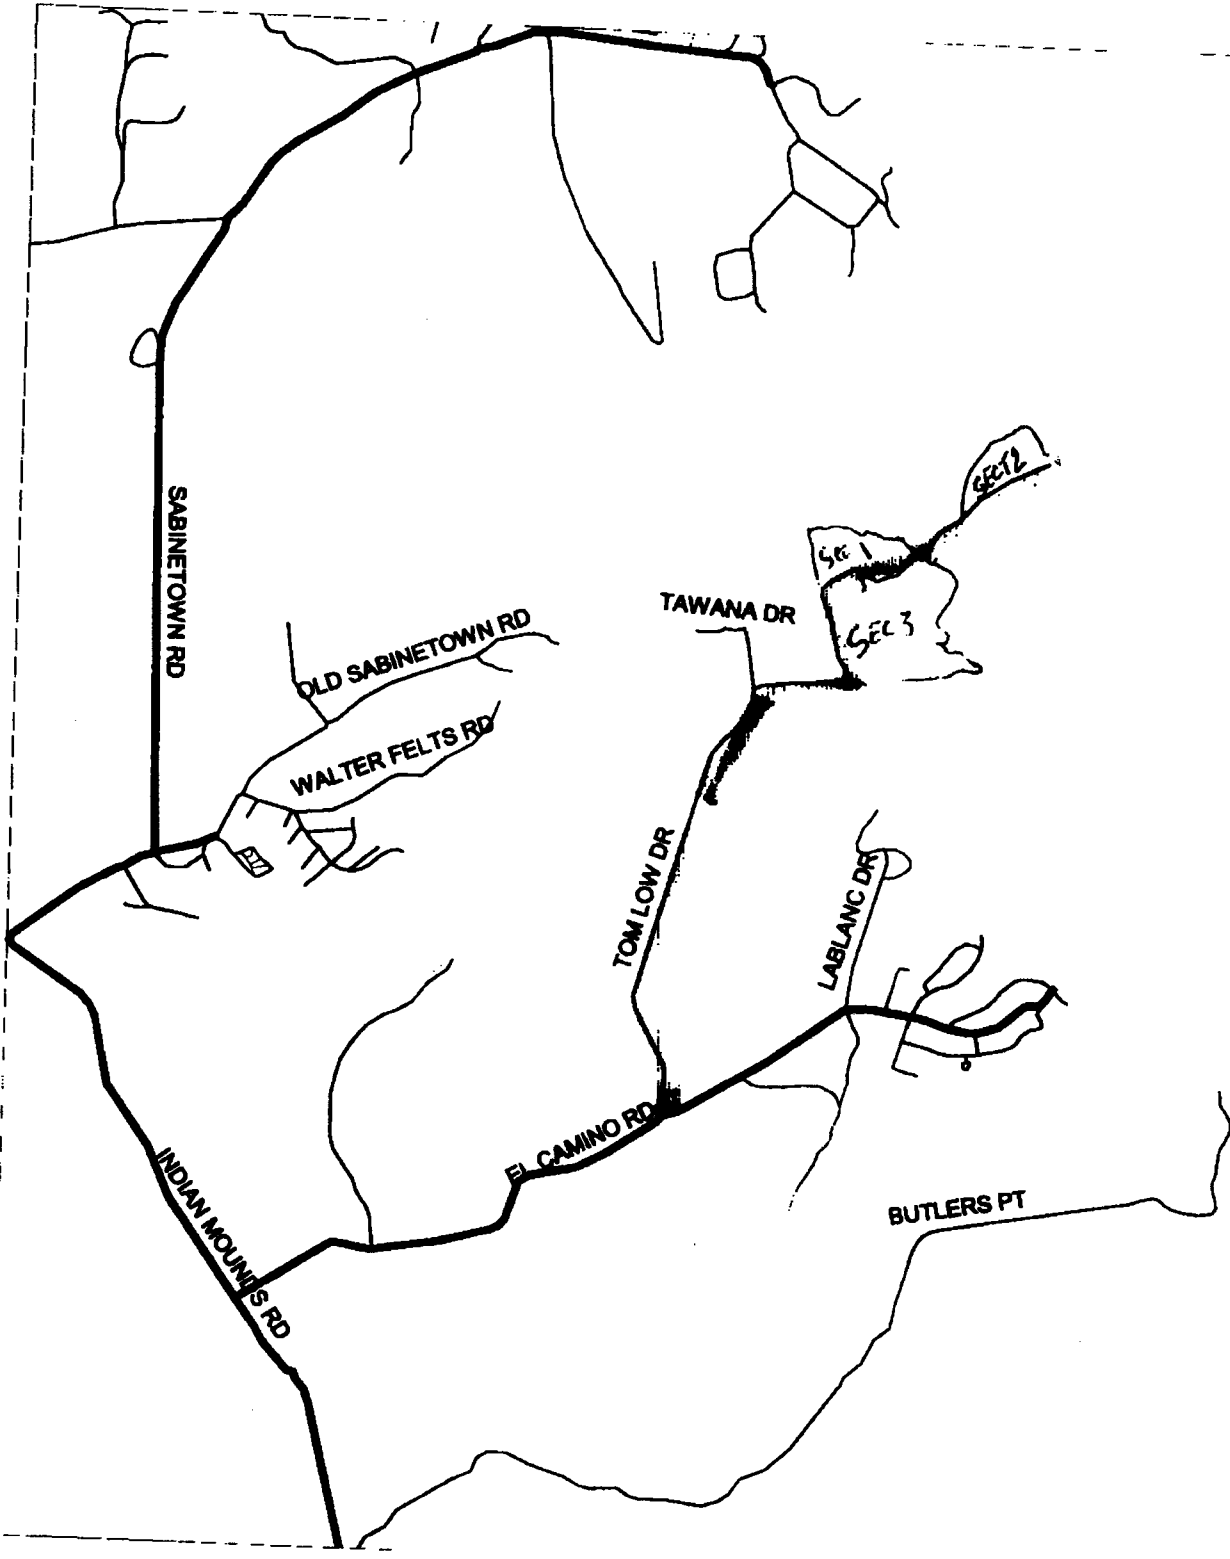 SECT 2
SEC 1
SABINETOWN RD
TAWANA DR
SEC 3
OLD SABINETOWN RD
WALTER FELTS RD
TOM LOW DR
LABLANC DR
EL CAMINO RD
INDIAN MOUNDS RD
BUTLERS PT